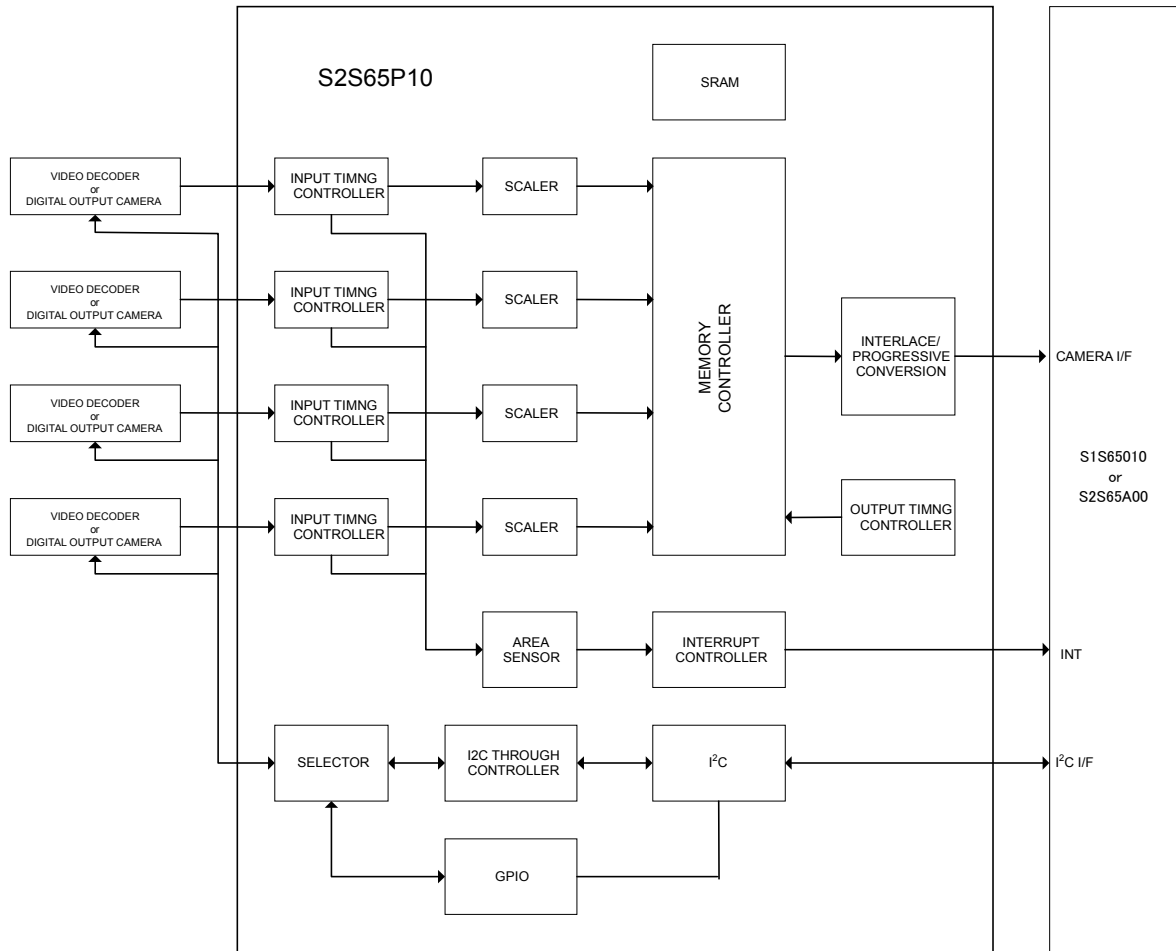 S2S65P10
SRAM
VIDEO DECODER
or
DIGITAL OUTPUT CAMERA
INPUT TIMNG
CONTROLLER
SCALER
VIDEO DECODER
or
DIGITAL OUTPUT CAMERA
INPUT TIMNG
CONTROLLER
SCALER
VIDEO DECODER
or
DIGITAL OUTPUT CAMERA
INPUT TIMNG
CONTROLLER
SCALER
VIDEO DECODER
or
DIGITAL OUTPUT CAMERA
INPUT TIMNG
CONTROLLER
SCALER
MEMORY
CONTROLLER
INTERLACE/
PROGRESSIVE
CONVERSION
CAMERA I/F
OUTPUT TIMNG
CONTROLLER
S1S65010
or
S2S65A00
AREA
SENSOR
INTERRUPT
CONTROLLER
INT
SELECTOR
I2C THROUGH
CONTROLLER
I²C
I²C I/F
GPIO